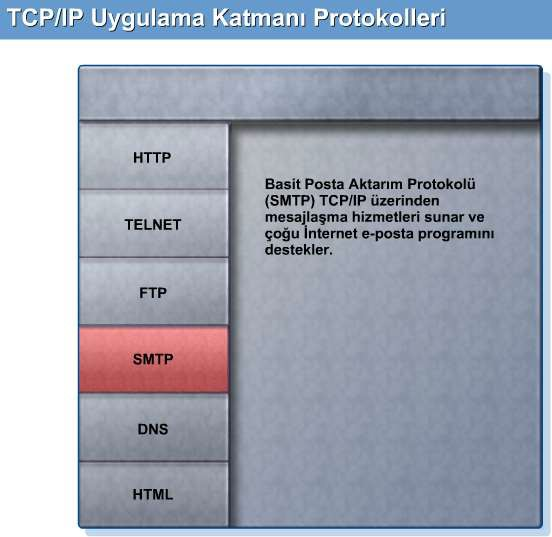 TCP/IP Uygulama Katmanı Protokolleri
HTTP
TELNET
FTP
SMTP
DNS
HTML
Basit Posta Aktarım Protokolü
(SMTP) TCP/IP üzerinden
mesajlaşma hizmetleri sunar ve
çoğu İnternet e-posta programını
destekler.